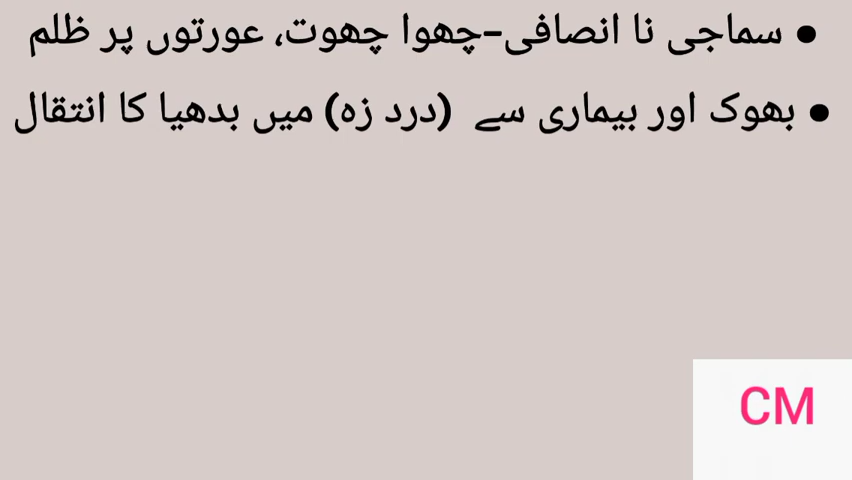 • سماجی نا انصافی-چھوا چھوت، عورتوں پر ظلم
• بھوک اور بیماری سے (درد زہ) میں بدھیا کا انتقال
CM